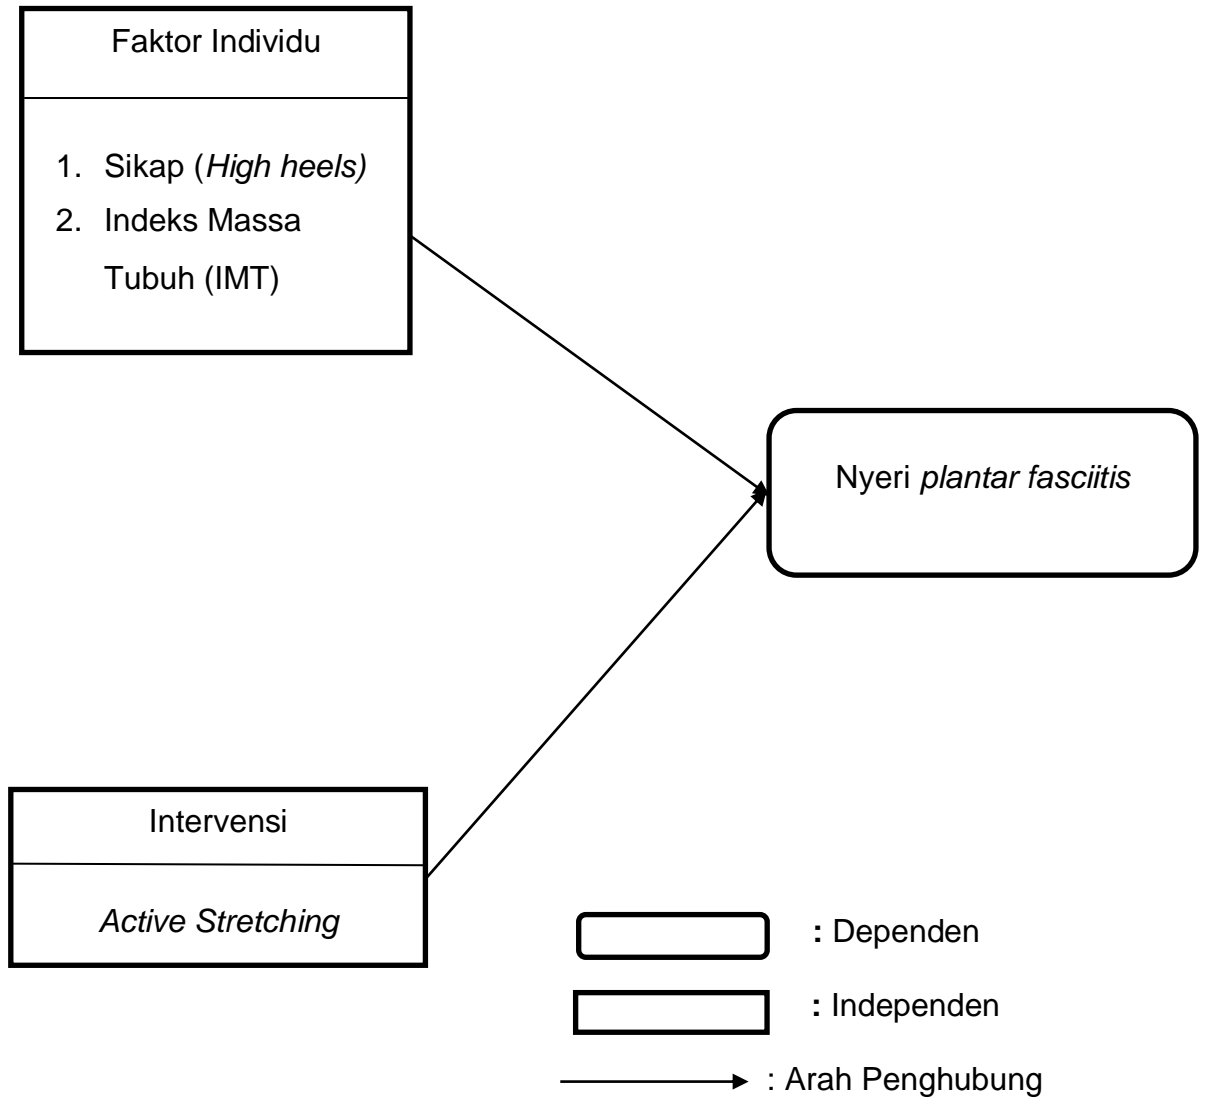 Faktor Individu
1. Sikap (High heels)
2. Indeks Massa
Tubuh (IMT)
Nyeri plantar fasciitis
Intervensi
Active Stretching
: Dependen
: Independen
: Arah Penghubung